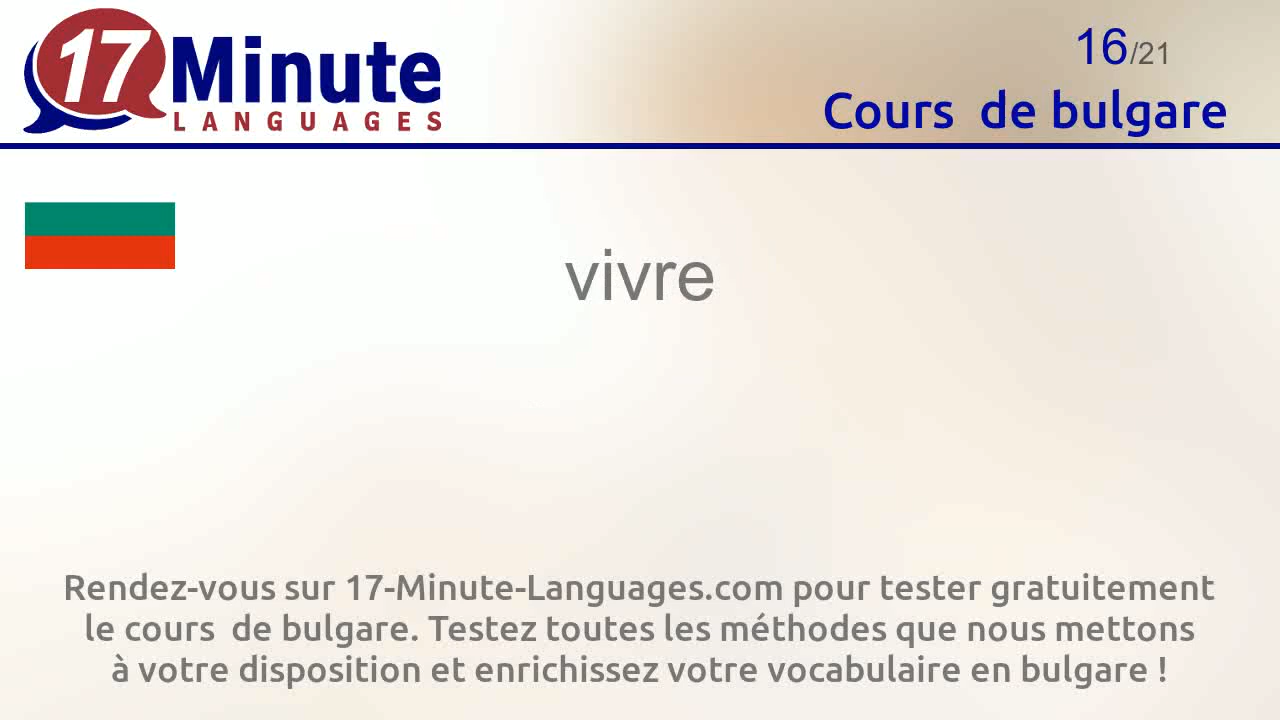 17 Minute
LANGUAGES
16/21
Cours de bulgare
vivre
Rendez-vous sur 17-Minute-Languages.com pour tester gratuitement
le cours de bulgare. Testez toutes les méthodes que nous mettons
à votre disposition et enrichissez votre vocabulaire en bulgare !